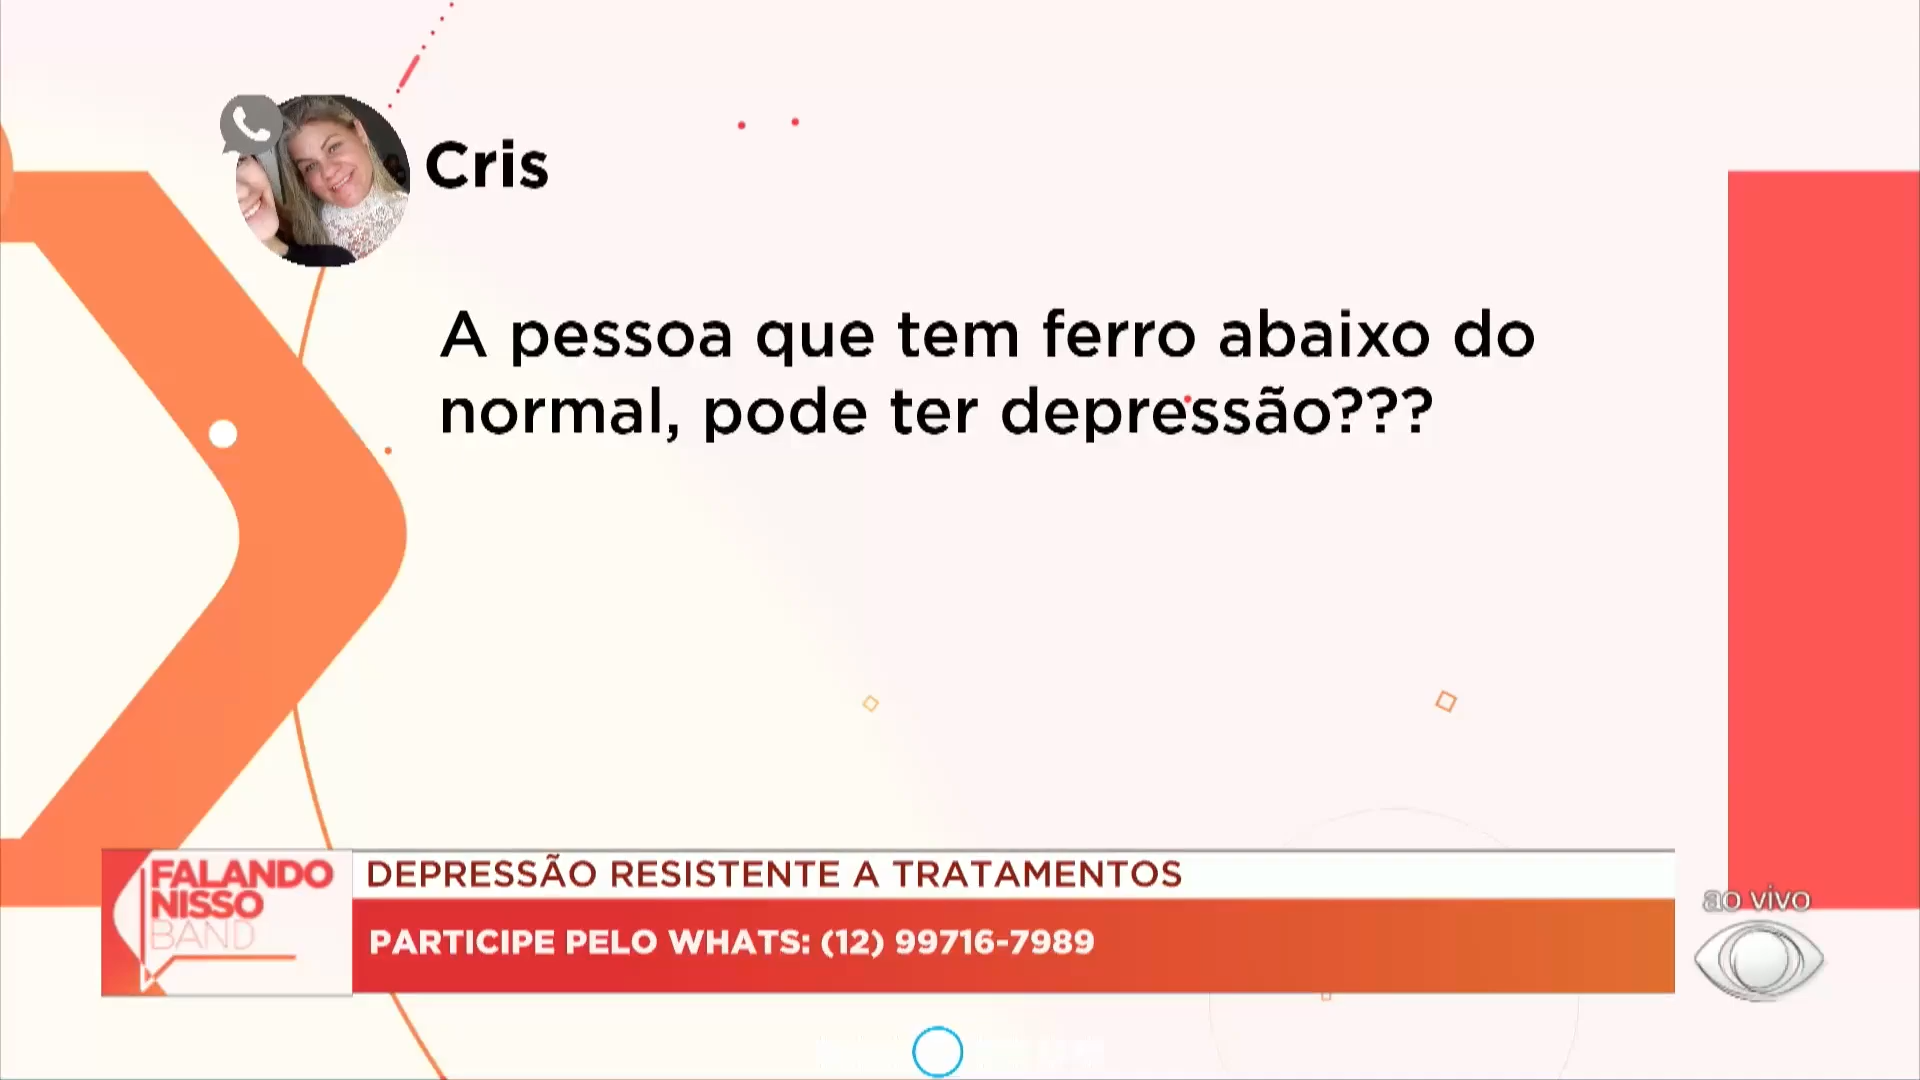 Cris
A pessoa que tem ferro abaixo do
normal, pode ter depressão???
FALANDO
NISSO
BAND
DEPRESSÃO RESISTENTE A TRATAMENTOS
PARTICIPE PELO WHATS: (12) 99716-7989
ao vivo